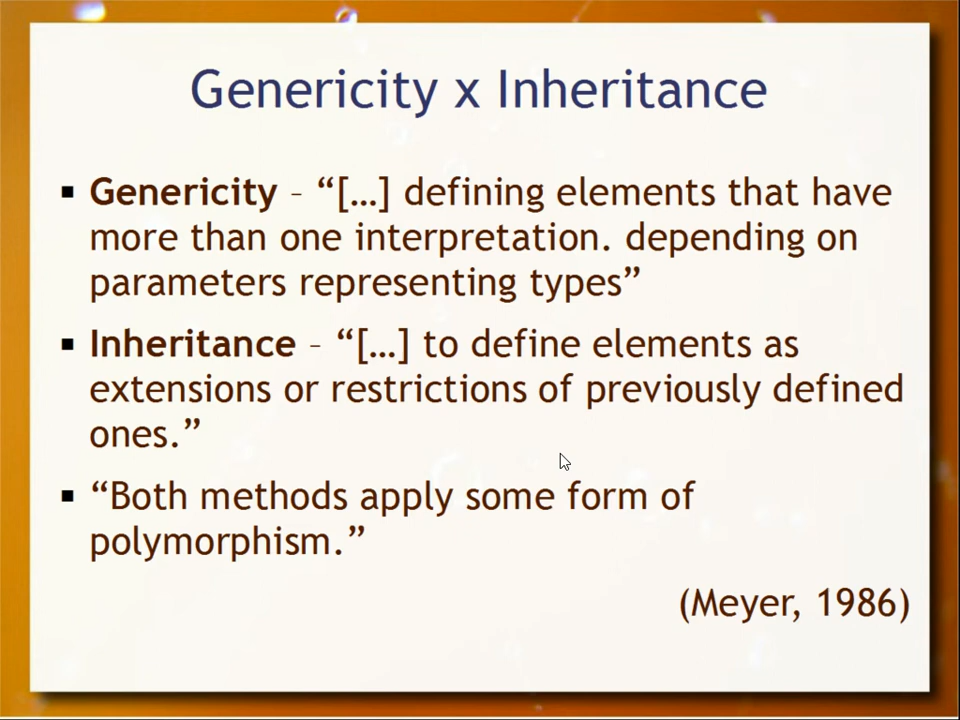 Genericity x Inheritance
▪ Genericity – “[…] defining elements that have
more than one interpretation. depending on
parameters representing types”
▪ Inheritance – “[…] to define elements as
extensions or restrictions of previously defined
ones.”
▪ “Both methods apply some form of
polymorphism.”
(Meyer, 1986)